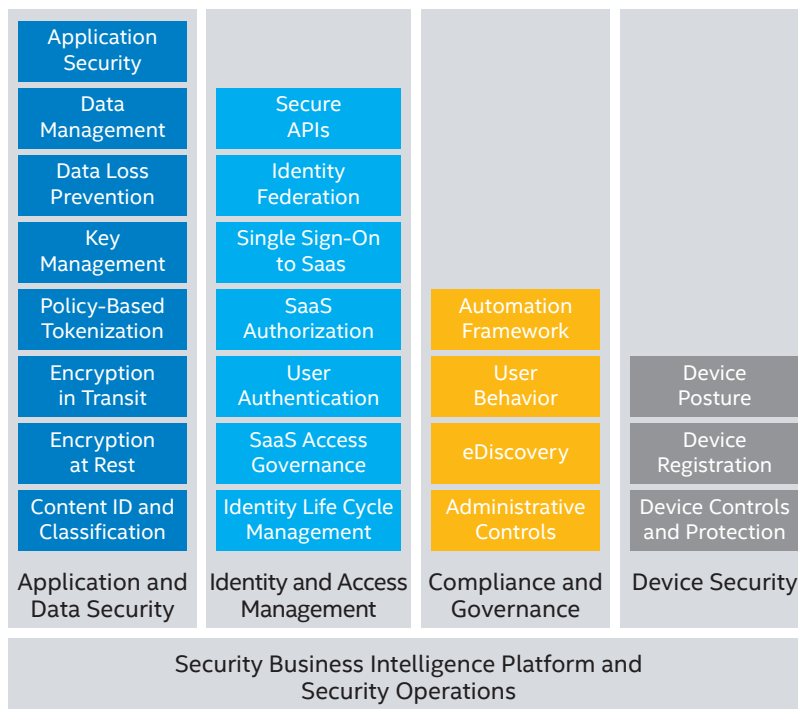 Application
Security
Data
Management
Data Loss
Prevention
Key
Management
Policy-Based
Tokenization
Encryption
in Transit
Encryption
at Rest
Content ID and
Classification
Application and
Data Security
Secure
APIs
Identity
Federation
Single Sign-On
to Saas
SaaS
Authorization
User
Authentication
SaaS Access
Governance
Identity Life Cycle
Management
Identity and Access
Management
Automation
Framework
User
Behavior
eDiscovery
Administrative
Controls
Compliance and
Governance
Device
Posture
Device
Registration
Device Controls
and Protection
Device Security
Security Business Intelligence Platform and
Security Operations